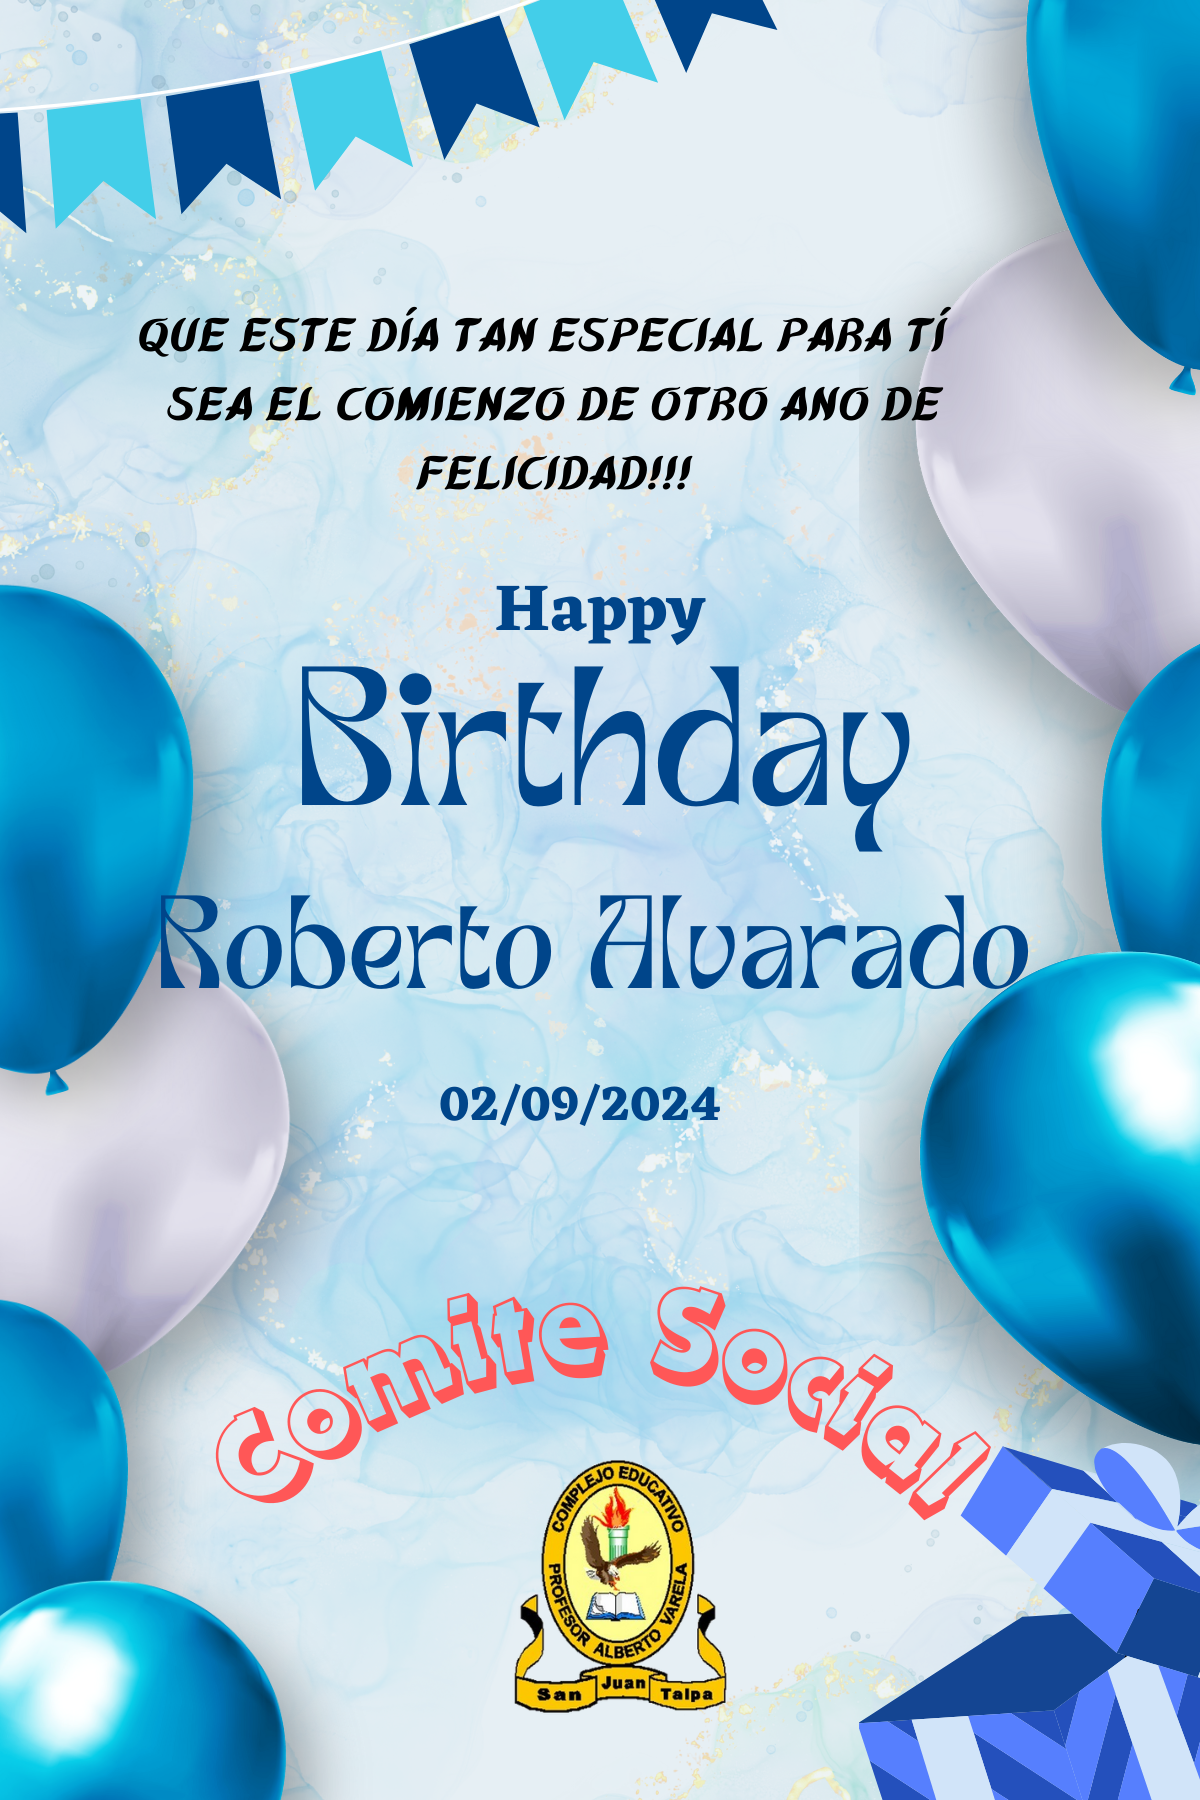 QUE ESTE DÍA TAN ESPECIAL PARA TÍ
SEA EL COMIENZO DE OTRO ANO DE
FELICIDAD!!!
Happy
Birthday
Roberto Alvarado
02/09/2024
Comite Social
COMPLEJO EDUCATIVO
PROFESOR ALBERTO VARELA
San Juan Talpa